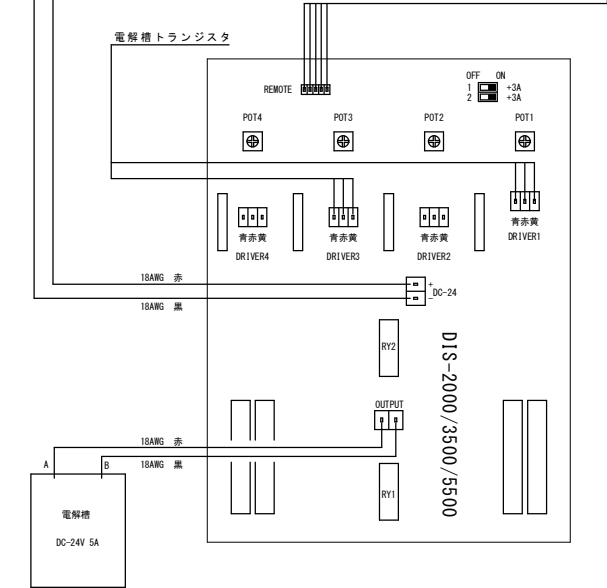 電解槽トランジスタ
OFF ON
REMOTE
1 +3A
2 +3A
POT4 POT3 POT2 POT1
青赤黄
DRIVER1
青赤黄 青赤黄 青赤黄
DRIVER4 DRIVER3 DRIVER2
18AWG 赤
+
DC-24
-
18AWG 黒
RY2
DIS-2000/3500/5500
OUTPUT
18AWG 赤
A B 18AWG 黒
RY1
電解槽
DC-24V 5A